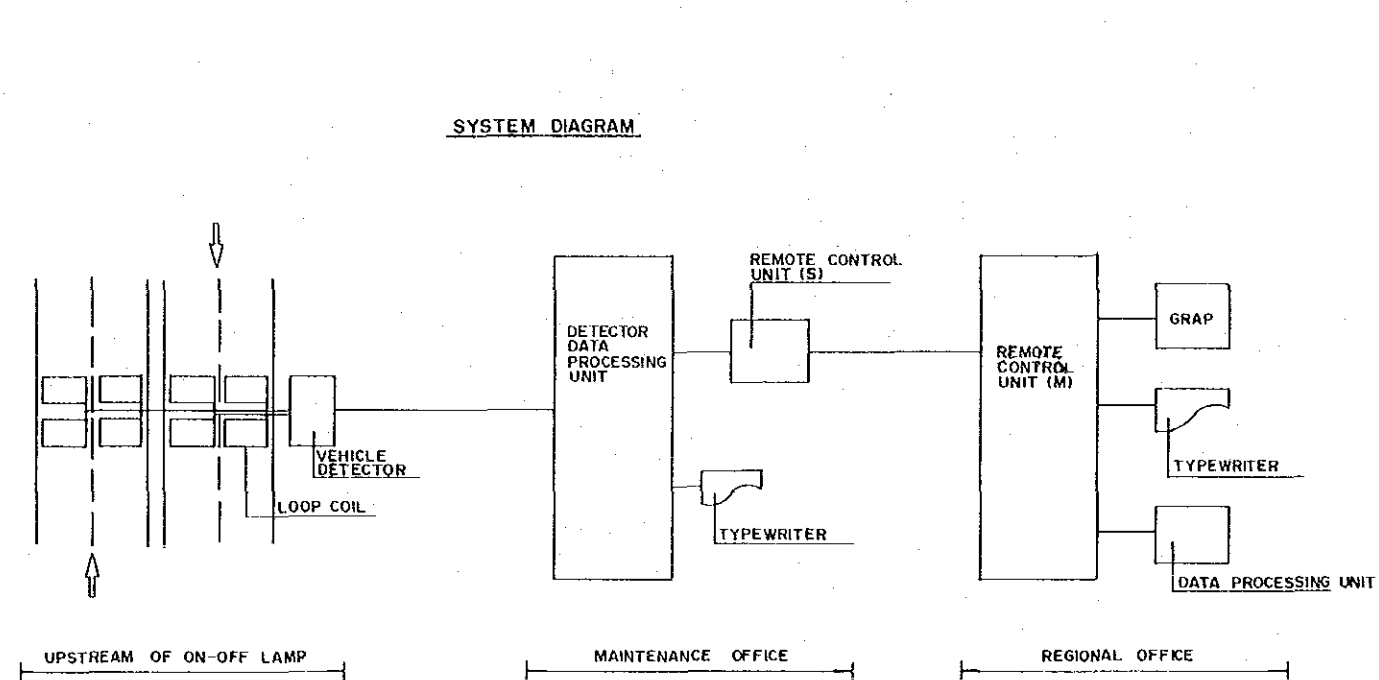 SYSTEM DIAGRAM
REMOTE CONTROL
UNIT (S)
DETECTOR
DATA
PROCESSING
UNIT
REMOTE
CONTROL
UNIT (M)
GRAP
VEHICLE
DETECTOR
LOOP COIL
TYPEWRITER
TYPEWRITER
DATA PROCESSING UNIT
UPSTREAM OF ON-OFF LAMP
MAINTENANCE OFFICE
REGIONAL OFFICE